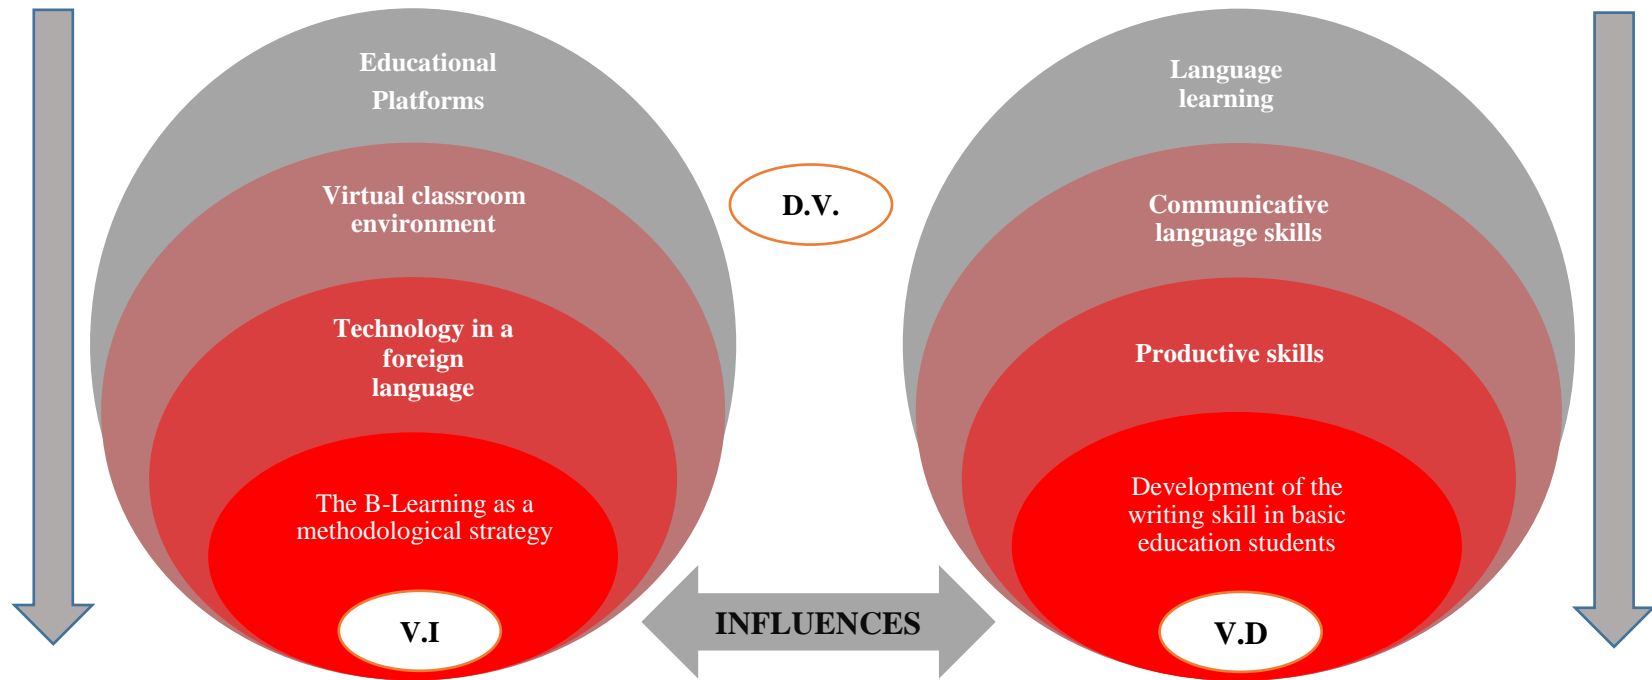 Educational
Platforms
Virtual classroom
environment
Technology in a
foreign
language
The B-Learning as a
methodological strategy
V.I
D.V.
INFLUENCES
Language
learning
Communicative
language skills
Productive skills
Development of the
writing skill in basic
education students
V.D